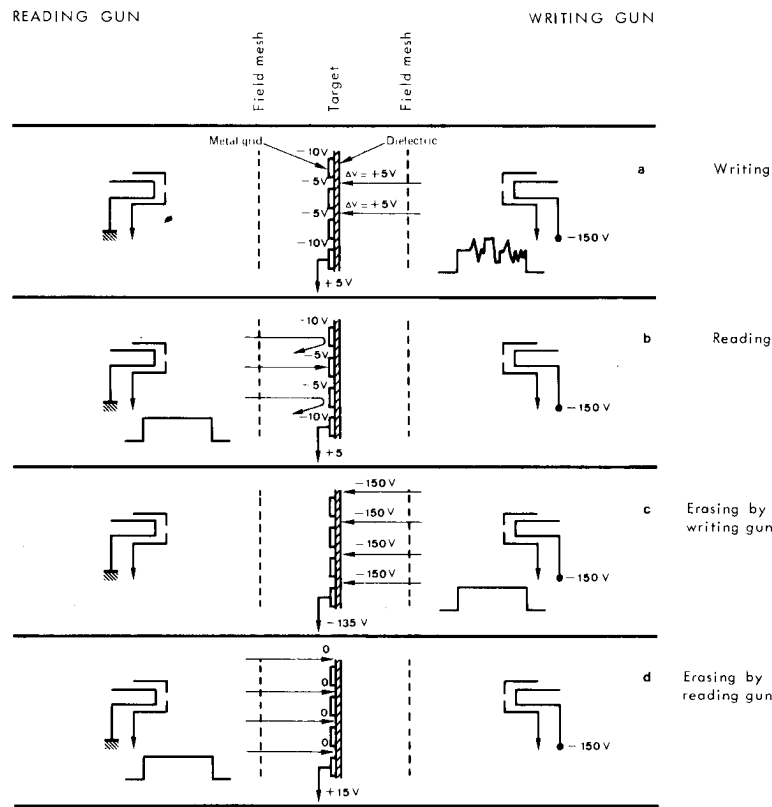 READING GUN
WRITING GUN
Field mesh
Target
Field mesh
Metal grid
Dielectric
a
Writing
-10V
-5V
ΔV = +5V
-5V
ΔV = +5V
-10V
+5V
-150 V
b
Reading
-10V
-5V
-5V
-10V
+5
-150 V
c
Erasing by
writing gun
-150 V
-150 V
-150 V
-150 V
-135 V
-150 V
d
Erasing by
reading gun
0
0
0
0
+15V
-150 V